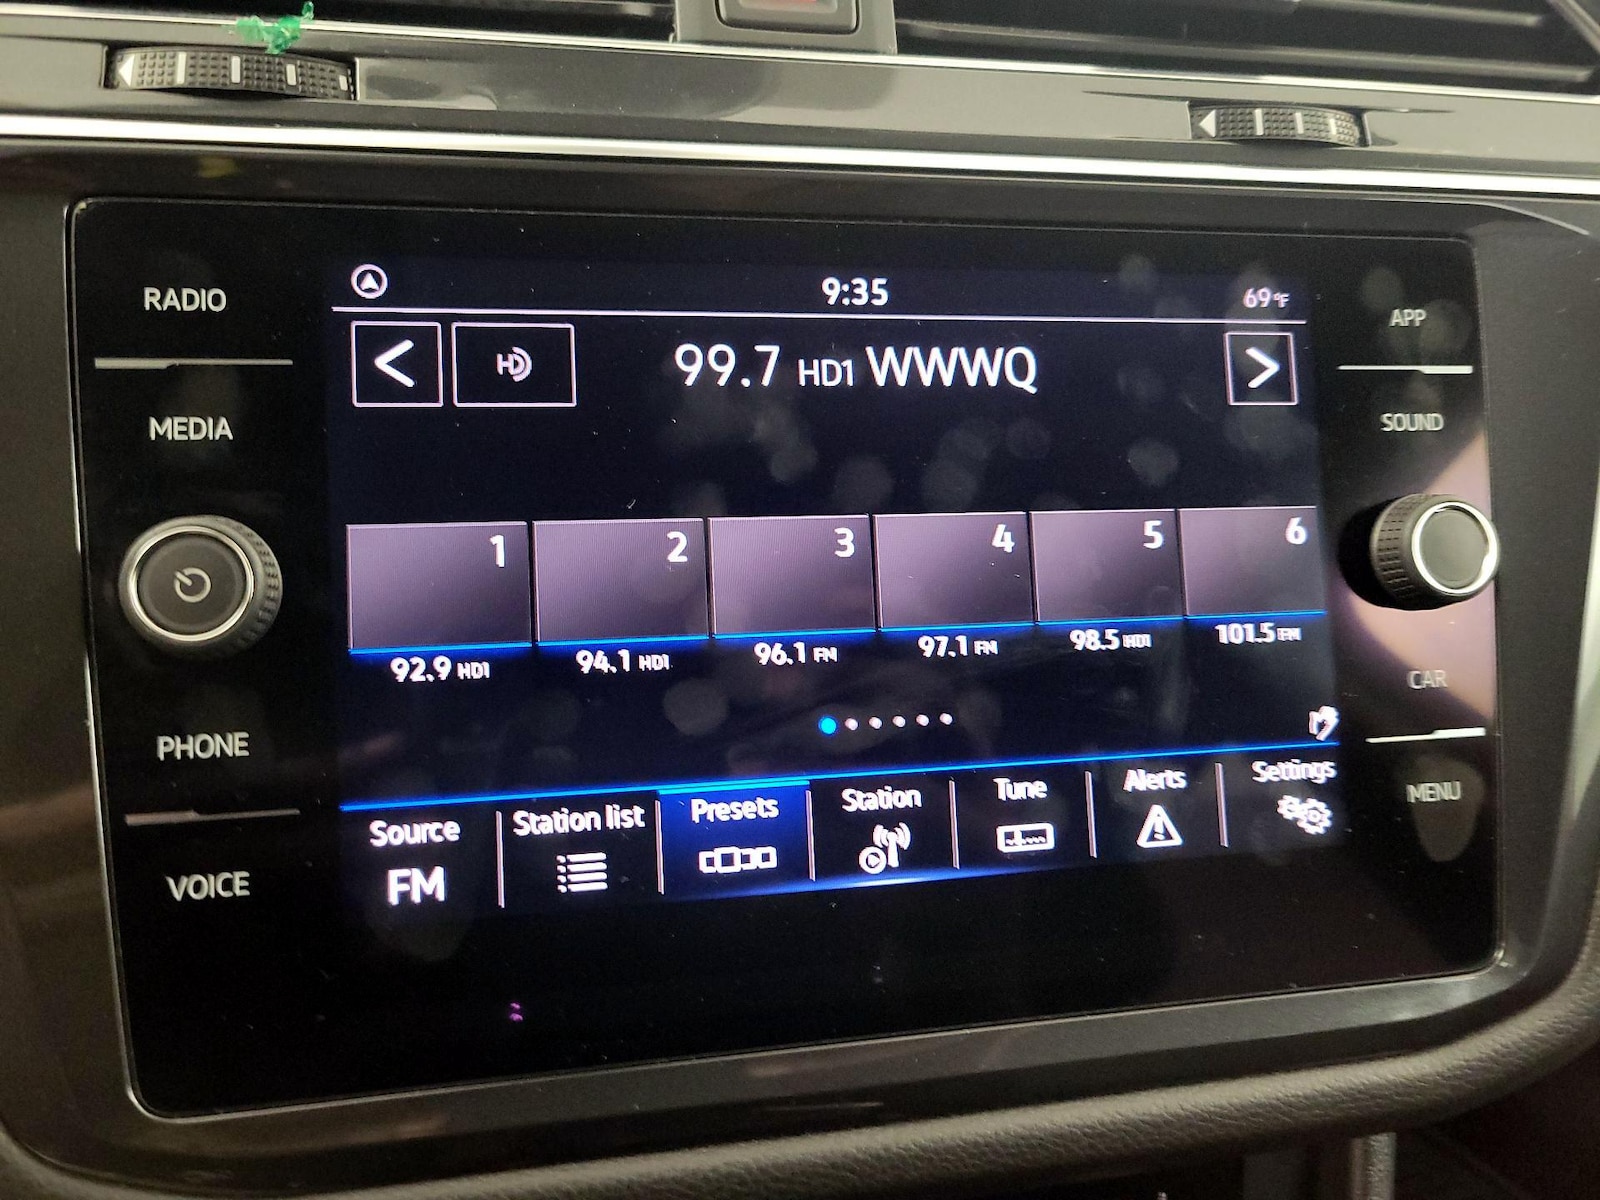 RADIO
MEDIA
PHONE
VOICE
9:35
69°F
HD
99.7 HD1 WWWQ
1 2 3 4 5 6
92.9 HD1 94.1 HD1 96.1 FM 97.1 FM 98.5 HD1 101.5 FM
Source Station list Presets Station Tune Alerts Settings
FM
APP
SOUND
CAR
MENU